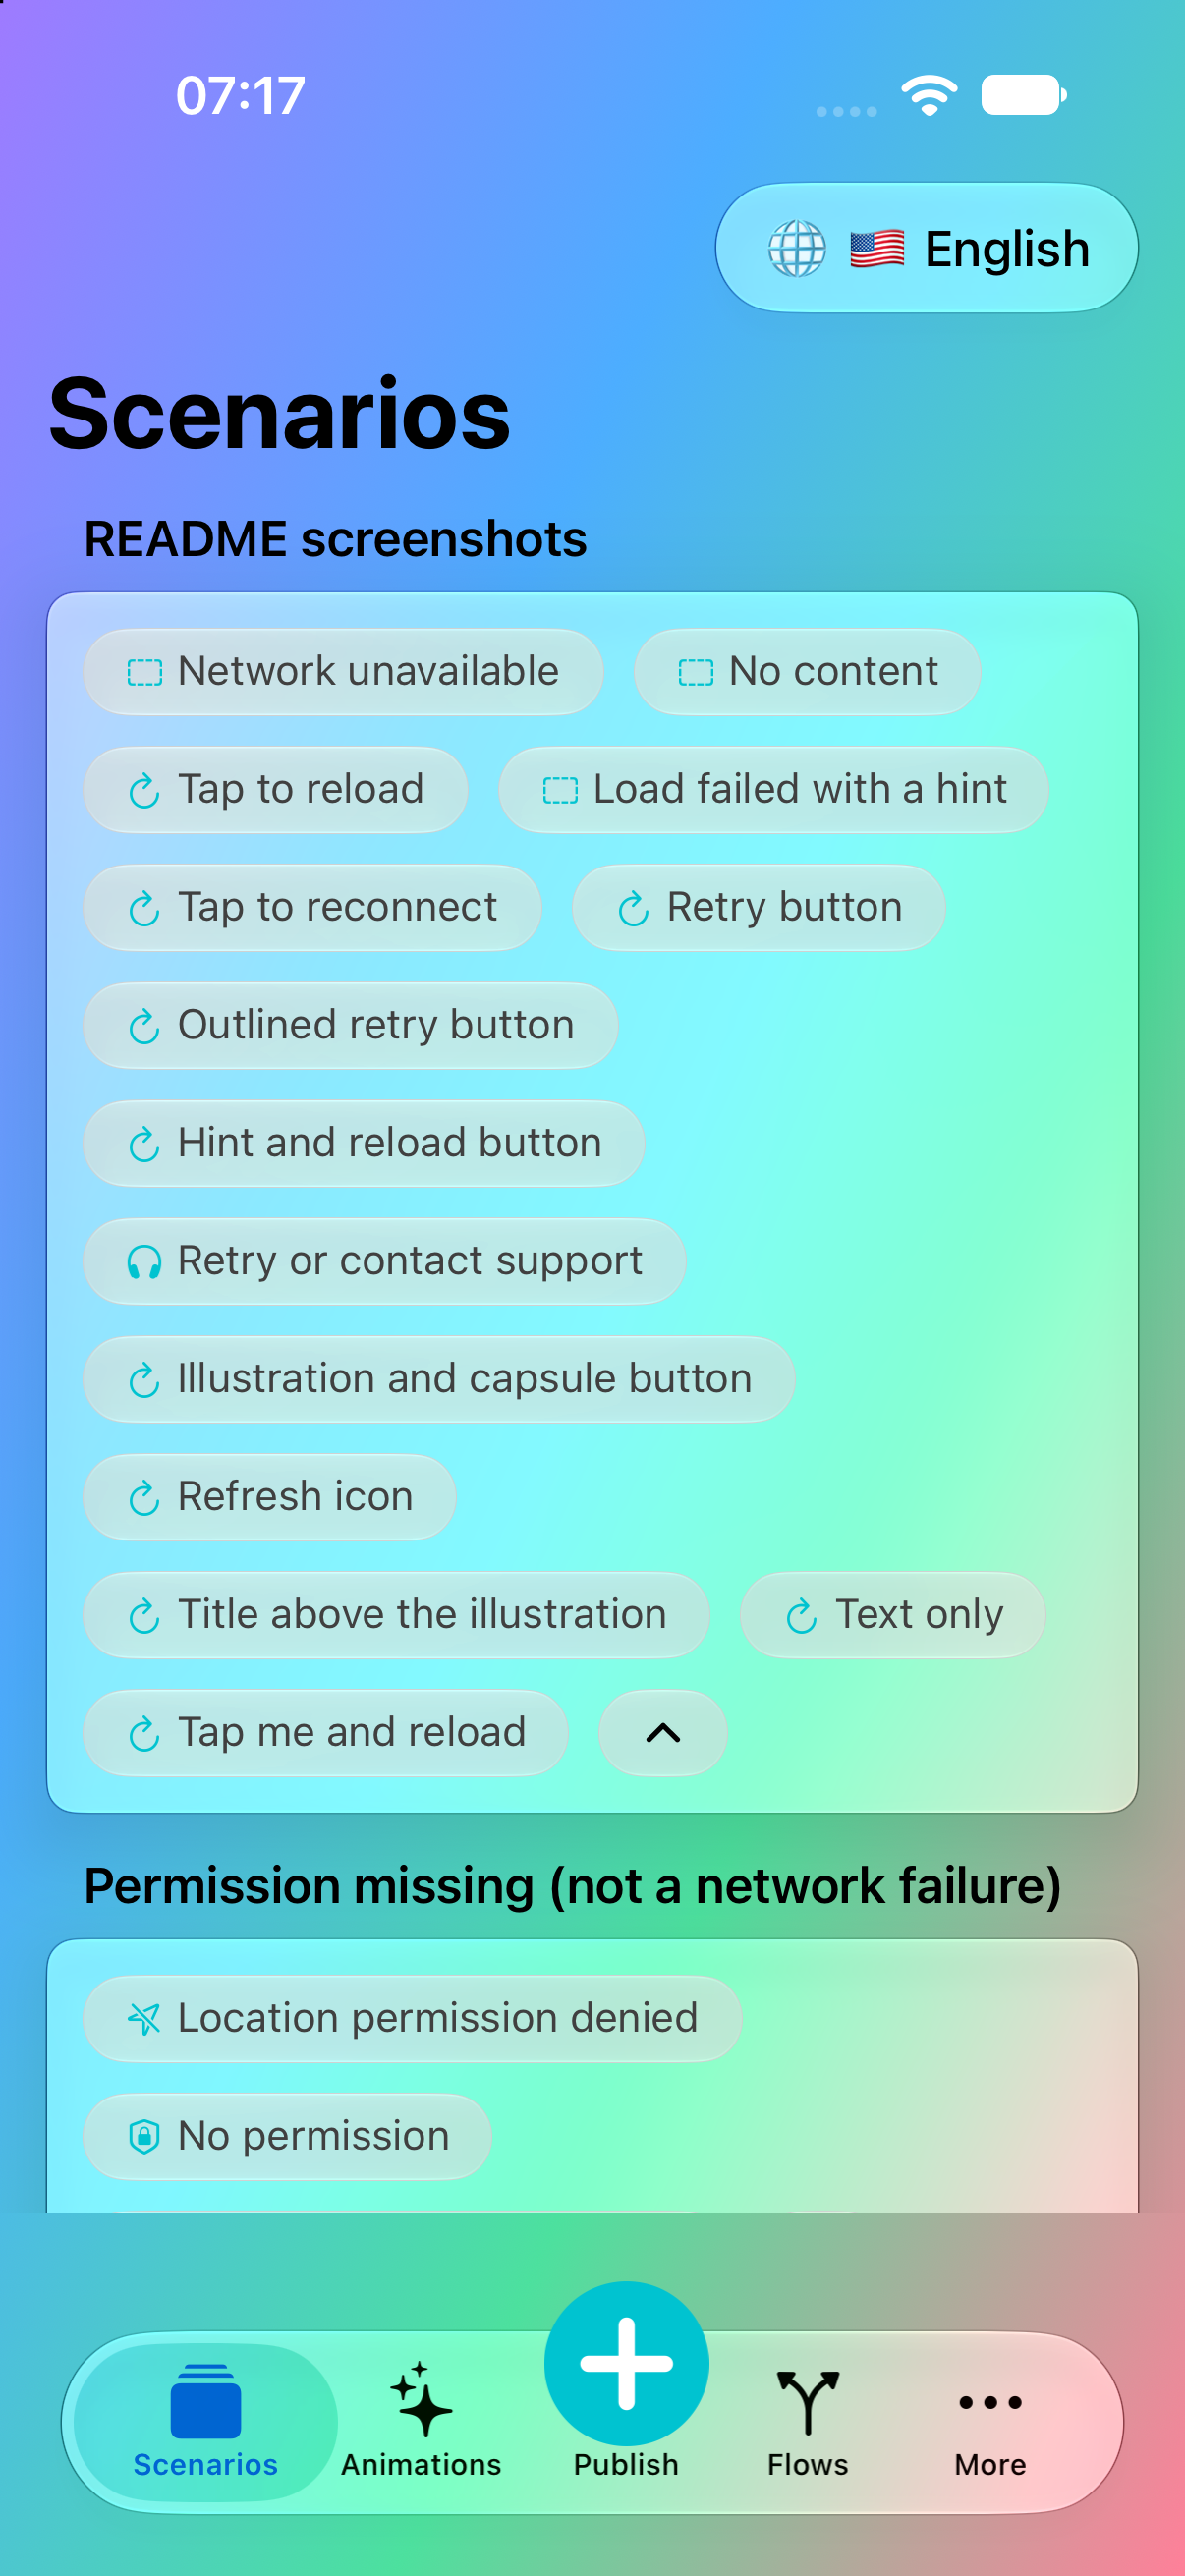 07:17
🌐 🇺🇸 English
Scenarios
README screenshots
Network unavailable
No content
Tap to reload
Load failed with a hint
Tap to reconnect
Retry button
Outlined retry button
Hint and reload button
Retry or contact support
Illustration and capsule button
Refresh icon
Title above the illustration
Text only
Tap me and reload
Permission missing (not a network failure)
Location permission denied
No permission
Scenarios
Animations
Publish
Flows
More